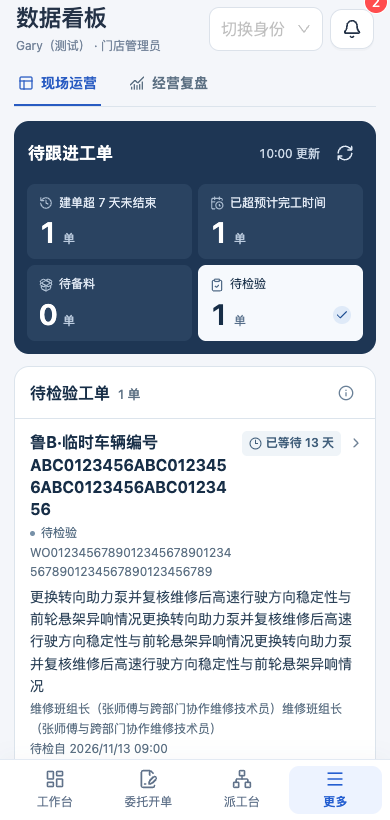 数据看板
Gary（测试） · 门店管理员
切换身份
2
现场运营
经营复盘
待跟进工单
10:00 更新
建单超 7 天未结束
1 单
已超预计完工时间
1 单
待备料
0 单
待检验
1 单
待检验工单 1 单
鲁B·临时车辆编号
ABC0123456ABC012345
6ABC0123456ABC01234
56
已等待 13 天
待检验
WO0123456789012345678901234
567890123456790123456789
更换转向助力泵并复核维修后高速行驶方向稳定性与
前轮悬架异响情况更换转向助力泵并复核维修后高速
行驶方向稳定性与前轮悬架异响情况更换转向助力泵
并复核维修后高速行驶方向稳定性与前轮悬架异响情
况
维修班组长（张师傅与跨部门协作维修技术员）维修班组长
（张师傅与跨部门协作维修技术员）
待检自 2026/11/13 09:00
工作台
委托开单
派工台
更多